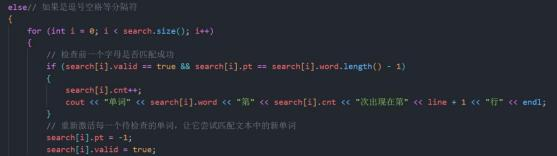 else// 如果是逗号空格等分隔符
{
    for (int i = 0; i < search.size(); i++)
    {
        // 检查前一个字母是否匹配成功
        if (search[i].valid == true && search[i].pt == search[i].word.length() - 1)
        {
            search[i].cnt++;
            cout << "单词" << search[i].word << "第" << search[i].cnt << "次出现在第" << line + 1 << "行" << endl;
        }
        // 重新激活每一个待检查的单词，让它尝试匹配文本中的新单词
        search[i].pt = -1;
        search[i].valid = true;